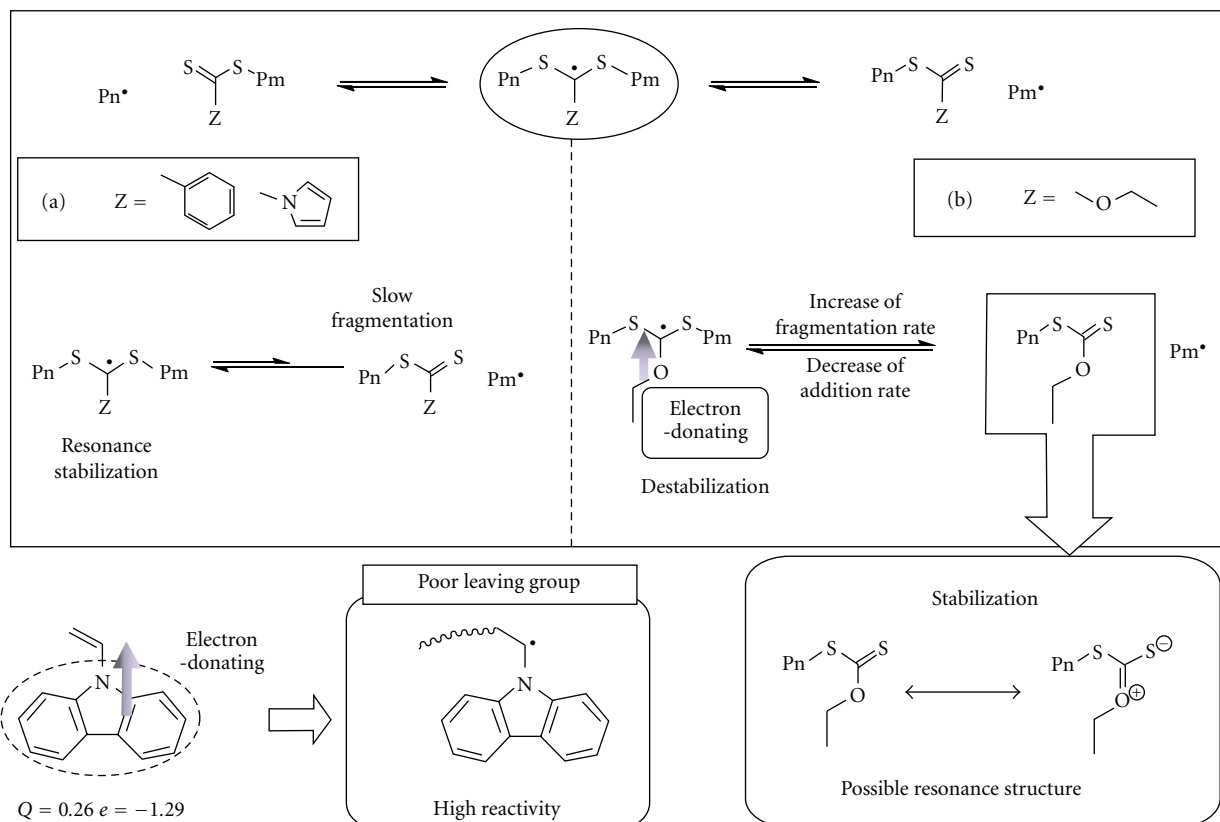 Pn•
S
S
Pm
Z
Pn
S
•
S
Pm
Z
Pn
S
S
Z
Pm•
(a)
Z =
N
(b)
Z =
O
Slow
fragmentation
Pn
S
•
S
Pm
Z
Pn
S
S
Z
Pm•
Resonance
stabilization
Pn
S
•
S
Pm
O
Electron
-donating
Destabilization
Increase of
fragmentation rate
Decrease of
addition rate
Pn
S
S
O
Pm•
N
Electron
-donating
Q = 0.26 e = −1.29
Poor leaving group
•
N
High reactivity
Stabilization
Pn
S
S
O
Pn
S
S⊖
O⊕
Possible resonance structure